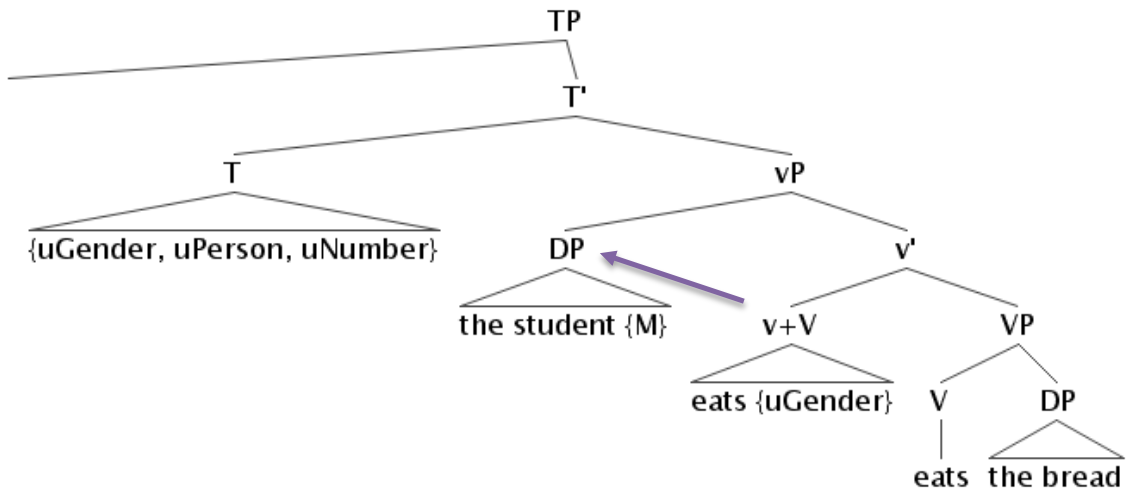 TP
T'
T vP
{uGender, uPerson, uNumber} DP v'
the student {M} v+V VP
eats {uGender} V DP
eats the bread